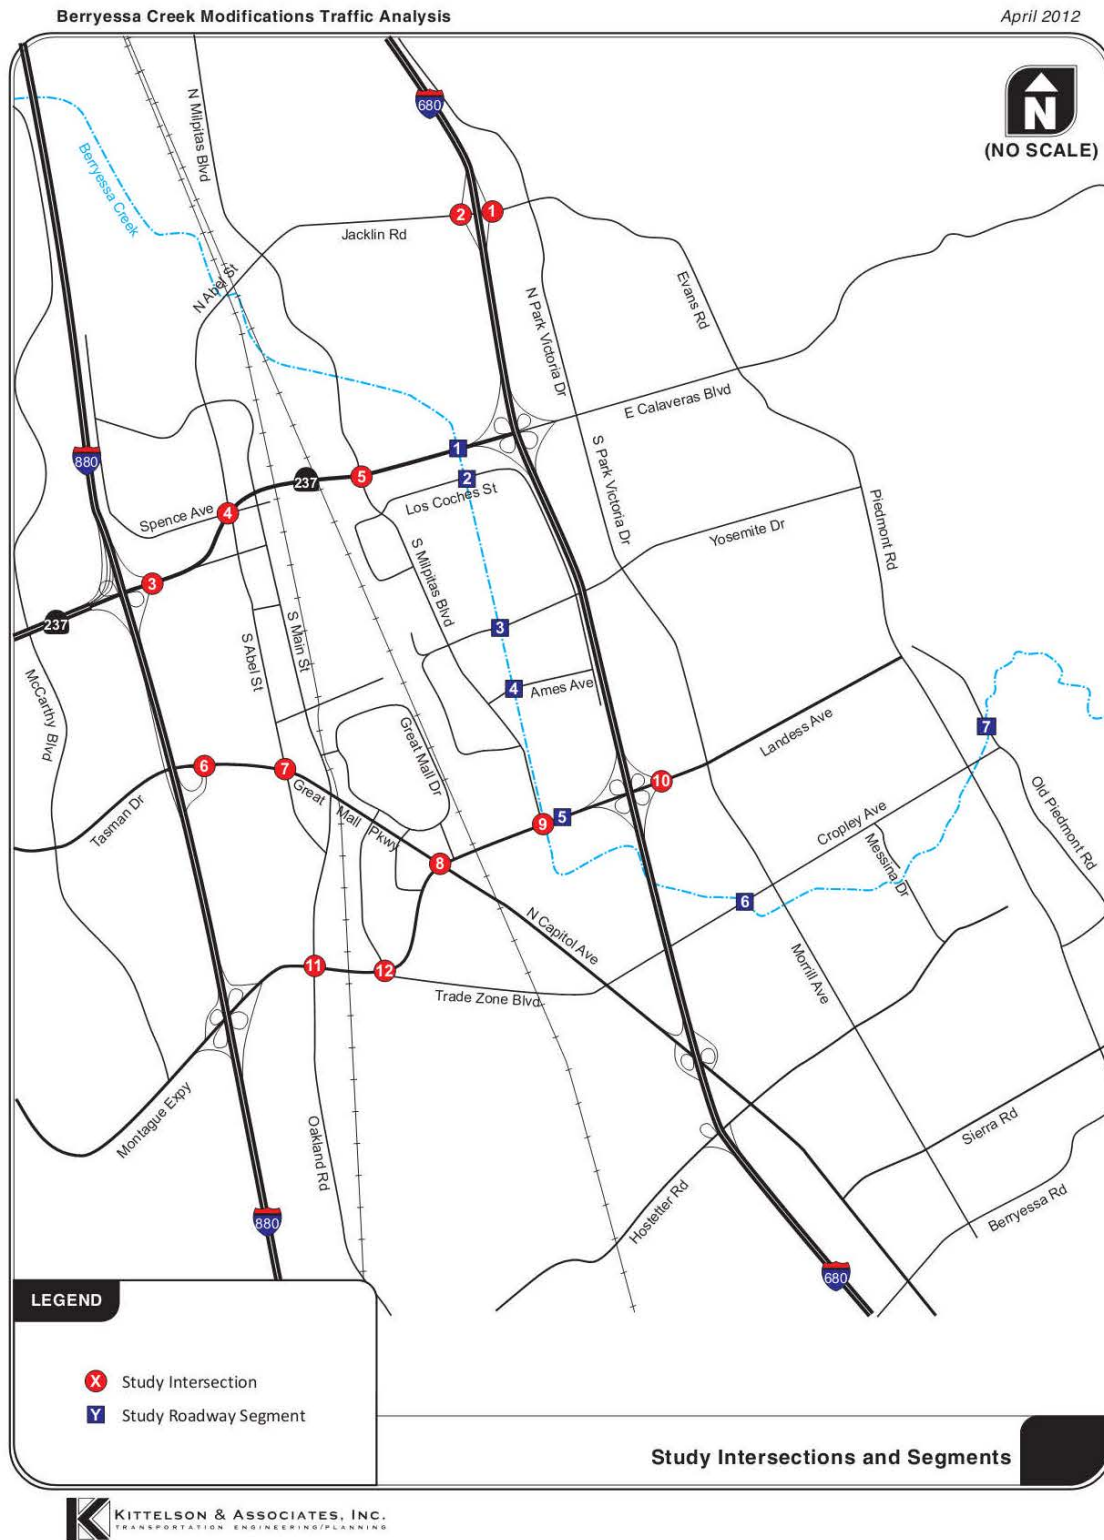 Berryessa Creek Modifications Traffic Analysis
April 2012
N
(NO SCALE)
680
N Milpitas Blvd
Berryessa Creek
2
1
Jacklin Rd
N Abel St
Evans Rd
N Park Victoria Dr
E Calaveras Blvd
880
1
5
2
237
Los Coches St
S Park Victoria Dr
Piedmont Rd
4
Spence Ave
Yosemite Dr
S Milpitas Blvd
3
237
3
S Main St
S Abel St
McCarthy Blvd
4
Ames Ave
7
Great Mall Dr
Landess Ave
6
7
10
Great Mall Pkwy
Tasman Dr
5
9
Cropley Ave
Old Piedmont Rd
Messina Dr
8
6
N Capitol Ave
11
12
Trade Zone Blvd
Morrill Ave
Montague Expy
Oakland Rd
Sierra Rd
Hostetter Rd
Berryessa Rd
880
680
LEGEND
X Study Intersection
Y Study Roadway Segment
Study Intersections and Segments
K KITTELSON & ASSOCIATES, INC.
TRANSPORTATION ENGINEERING/PLANNING